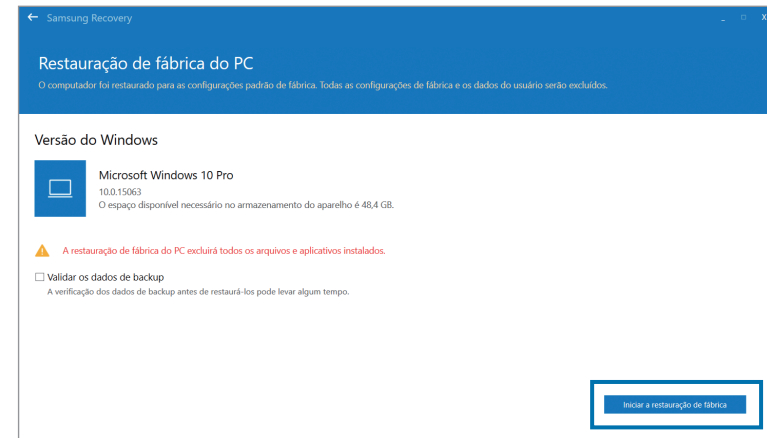 Samsung Recovery
Restauração de fábrica do PC
O computador foi restaurado para as configurações padrão de fábrica. Todas as configurações de fábrica e os dados do usuário serão excluídos.
Versão do Windows
Microsoft Windows 10 Pro
10.0.15063
O espaço disponível necessário no armazenamento do aparelho é 48,4 GB.
A restauração de fábrica do PC excluirá todos os arquivos e aplicativos instalados.
Validar os dados de backup
A verificação dos dados de backup antes de restaurá-los pode levar algum tempo.
Iniciar a restauração de fábrica